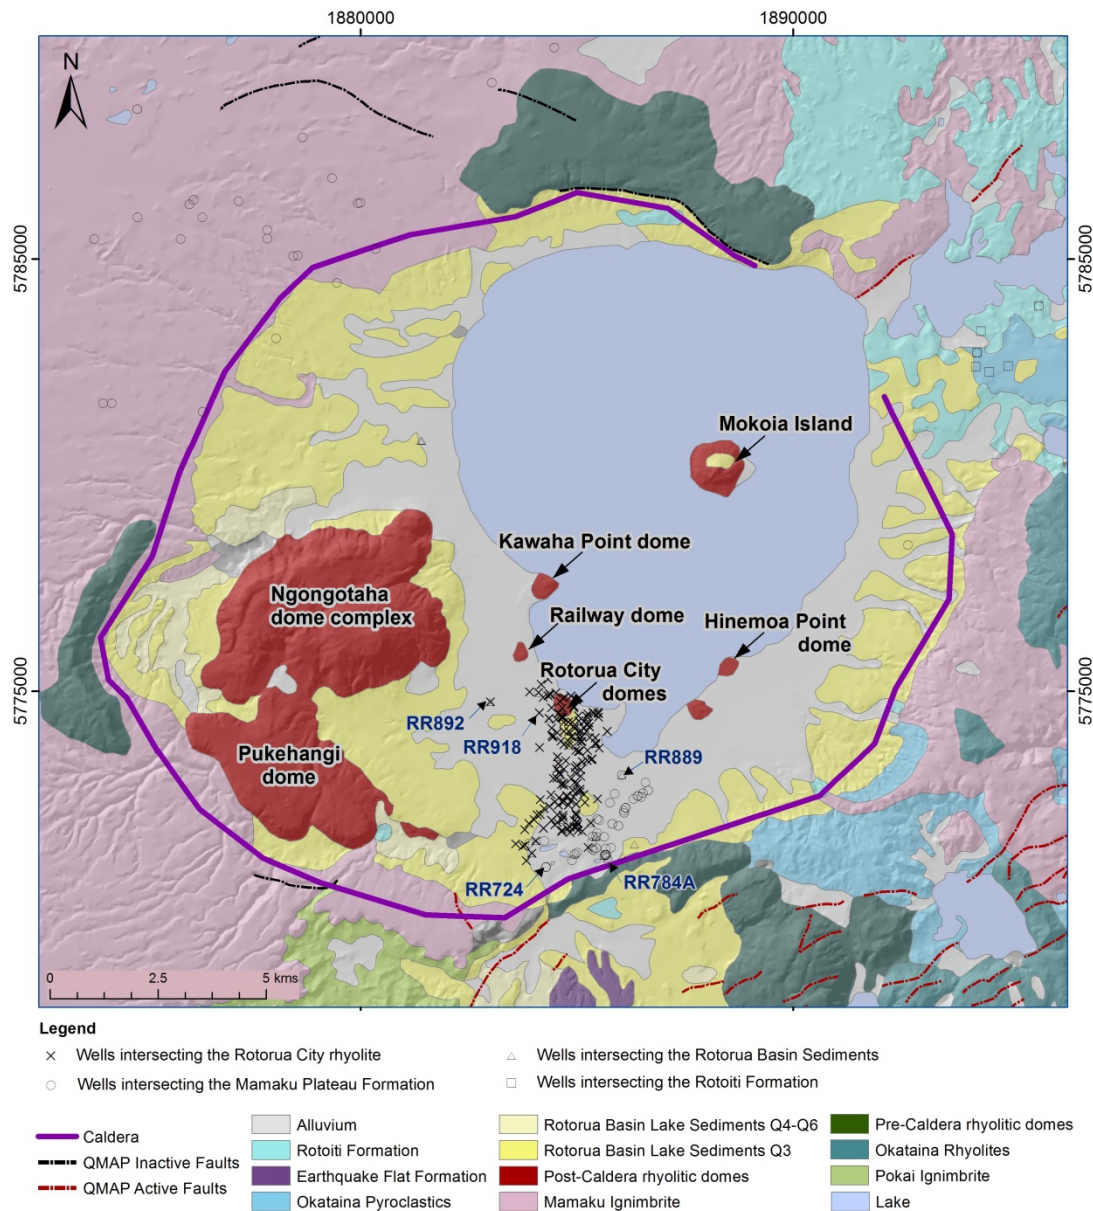 1880000
1890000
N
5785000
5785000
Mokoia Island
Kawaha Point dome
Ngongotaha
dome complex
Railway dome
Hinemoa Point
dome
Rotorua City
domes
5775000
5775000
RR892
RR918
RR889
Pukehangi
dome
RR724
RR784A
0
2.5
5 kms
Legend
Wells intersecting the Rotorua City rhyolite
Wells intersecting the Rotorua Basin Sediments
Wells intersecting the Mamaku Plateau Formation
Wells intersecting the Rotoiti Formation
Caldera
QMAP Inactive Faults
QMAP Active Faults
Alluvium
Rotoiti Formation
Earthquake Flat Formation
Okataina Pyroclastics
Rotorua Basin Lake Sediments Q4-Q6
Rotorua Basin Lake Sediments Q3
Post-Caldera rhyolitic domes
Mamaku Ignimbrite
Pre-Caldera rhyolitic domes
Okataina Rhyolites
Pokai Ignimbrite
Lake